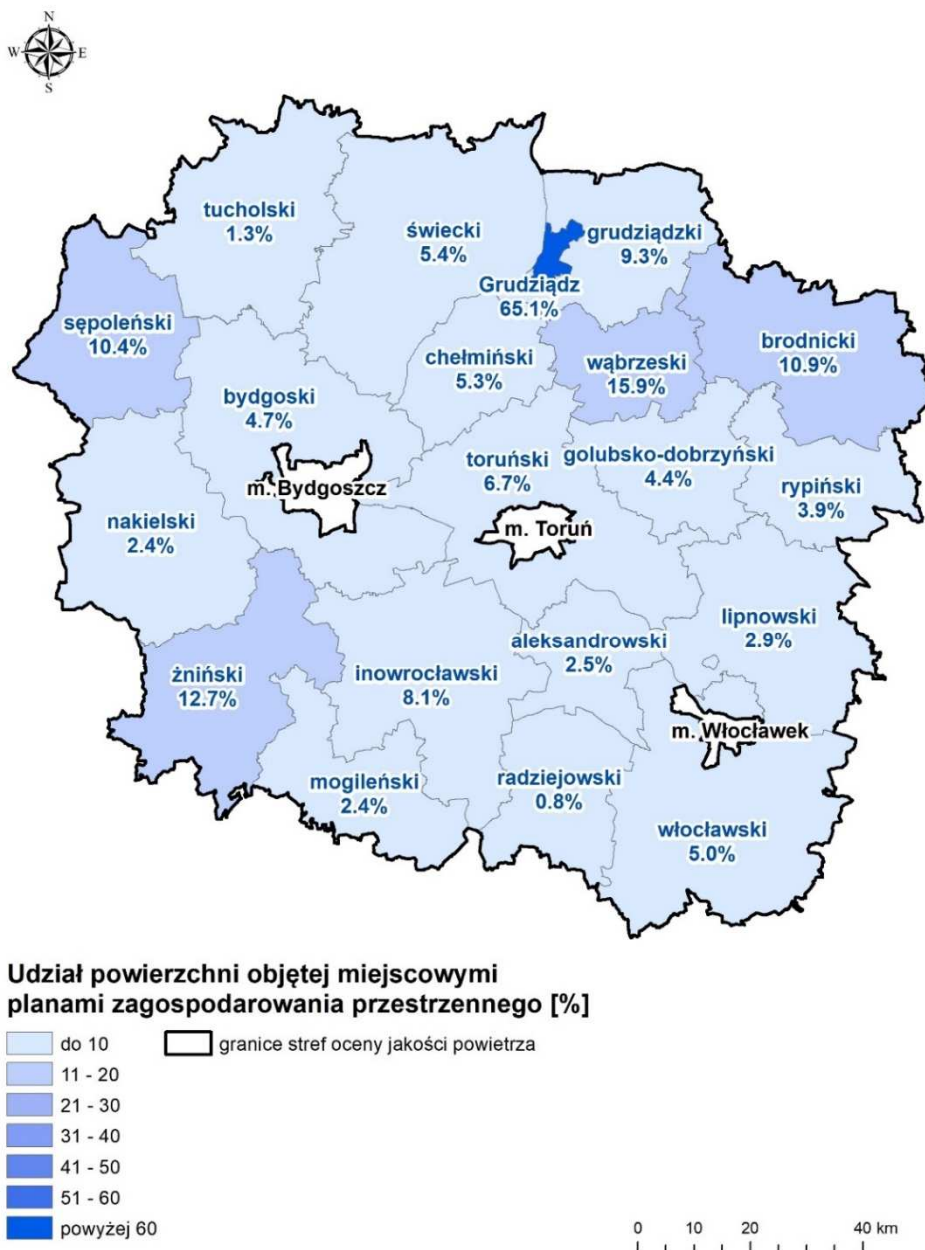 N
W E
S
tucholski
1.3%
świecki
5.4%
grudziądzki
9.3%
Grudziądz
65.1%
sępoleński
10.4%
brodnicki
10.9%
chełmiński
5.3%
wąbrzeski
15.9%
bydgoski
4.7%
toruński
6.7%
golubsko-dobrzyński
4.4%
rypiński
3.9%
m. Bydgoszcz
nakielski
2.4%
m. Toruń
lipnowski
2.9%
aleksandrowski
2.5%
żniński
12.7%
inowrocławski
8.1%
m. Włocławek
mogileński
2.4%
radziejowski
0.8%
włocławski
5.0%
Udział powierzchni objętej miejscowymi
planami zagospodarowania przestrzennego [%]
do 10
granice stref oceny jakości powietrza
11 - 20
21 - 30
31 - 40
41 - 50
51 - 60
powyżej 60
0 10 20 40 km